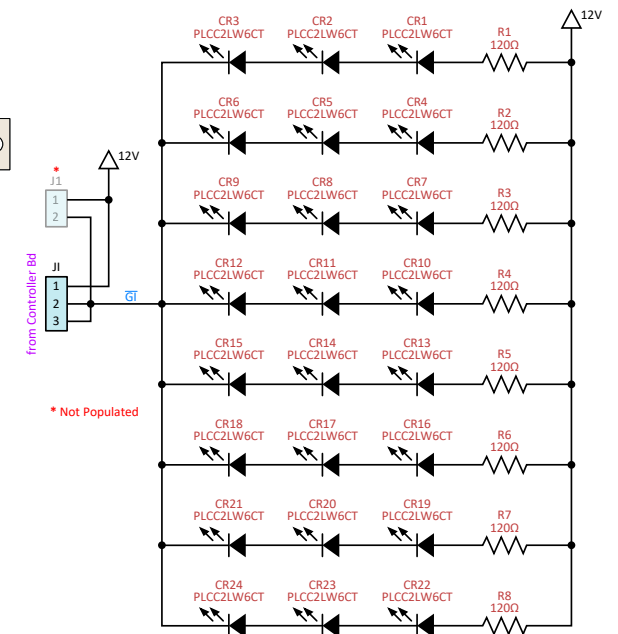 12V
CR3 CR2 CR1
PLCC2LW6CT PLCC2LW6CT PLCC2LW6CT
R1
120Ω
CR6 CR5 CR4
PLCC2LW6CT PLCC2LW6CT PLCC2LW6CT
R2
120Ω
12V
*
J1
1
2
CR9 CR8 CR7
PLCC2LW6CT PLCC2LW6CT PLCC2LW6CT
R3
120Ω
from Controller Bd
JI
1
2
3
GI
CR12 CR11 CR10
PLCC2LW6CT PLCC2LW6CT PLCC2LW6CT
R4
120Ω
CR15 CR14 CR13
PLCC2LW6CT PLCC2LW6CT PLCC2LW6CT
R5
120Ω
* Not Populated
CR18 CR17 CR16
PLCC2LW6CT PLCC2LW6CT PLCC2LW6CT
R6
120Ω
CR21 CR20 CR19
PLCC2LW6CT PLCC2LW6CT PLCC2LW6CT
R7
120Ω
CR24 CR23 CR22
PLCC2LW6CT PLCC2LW6CT PLCC2LW6CT
R8
120Ω